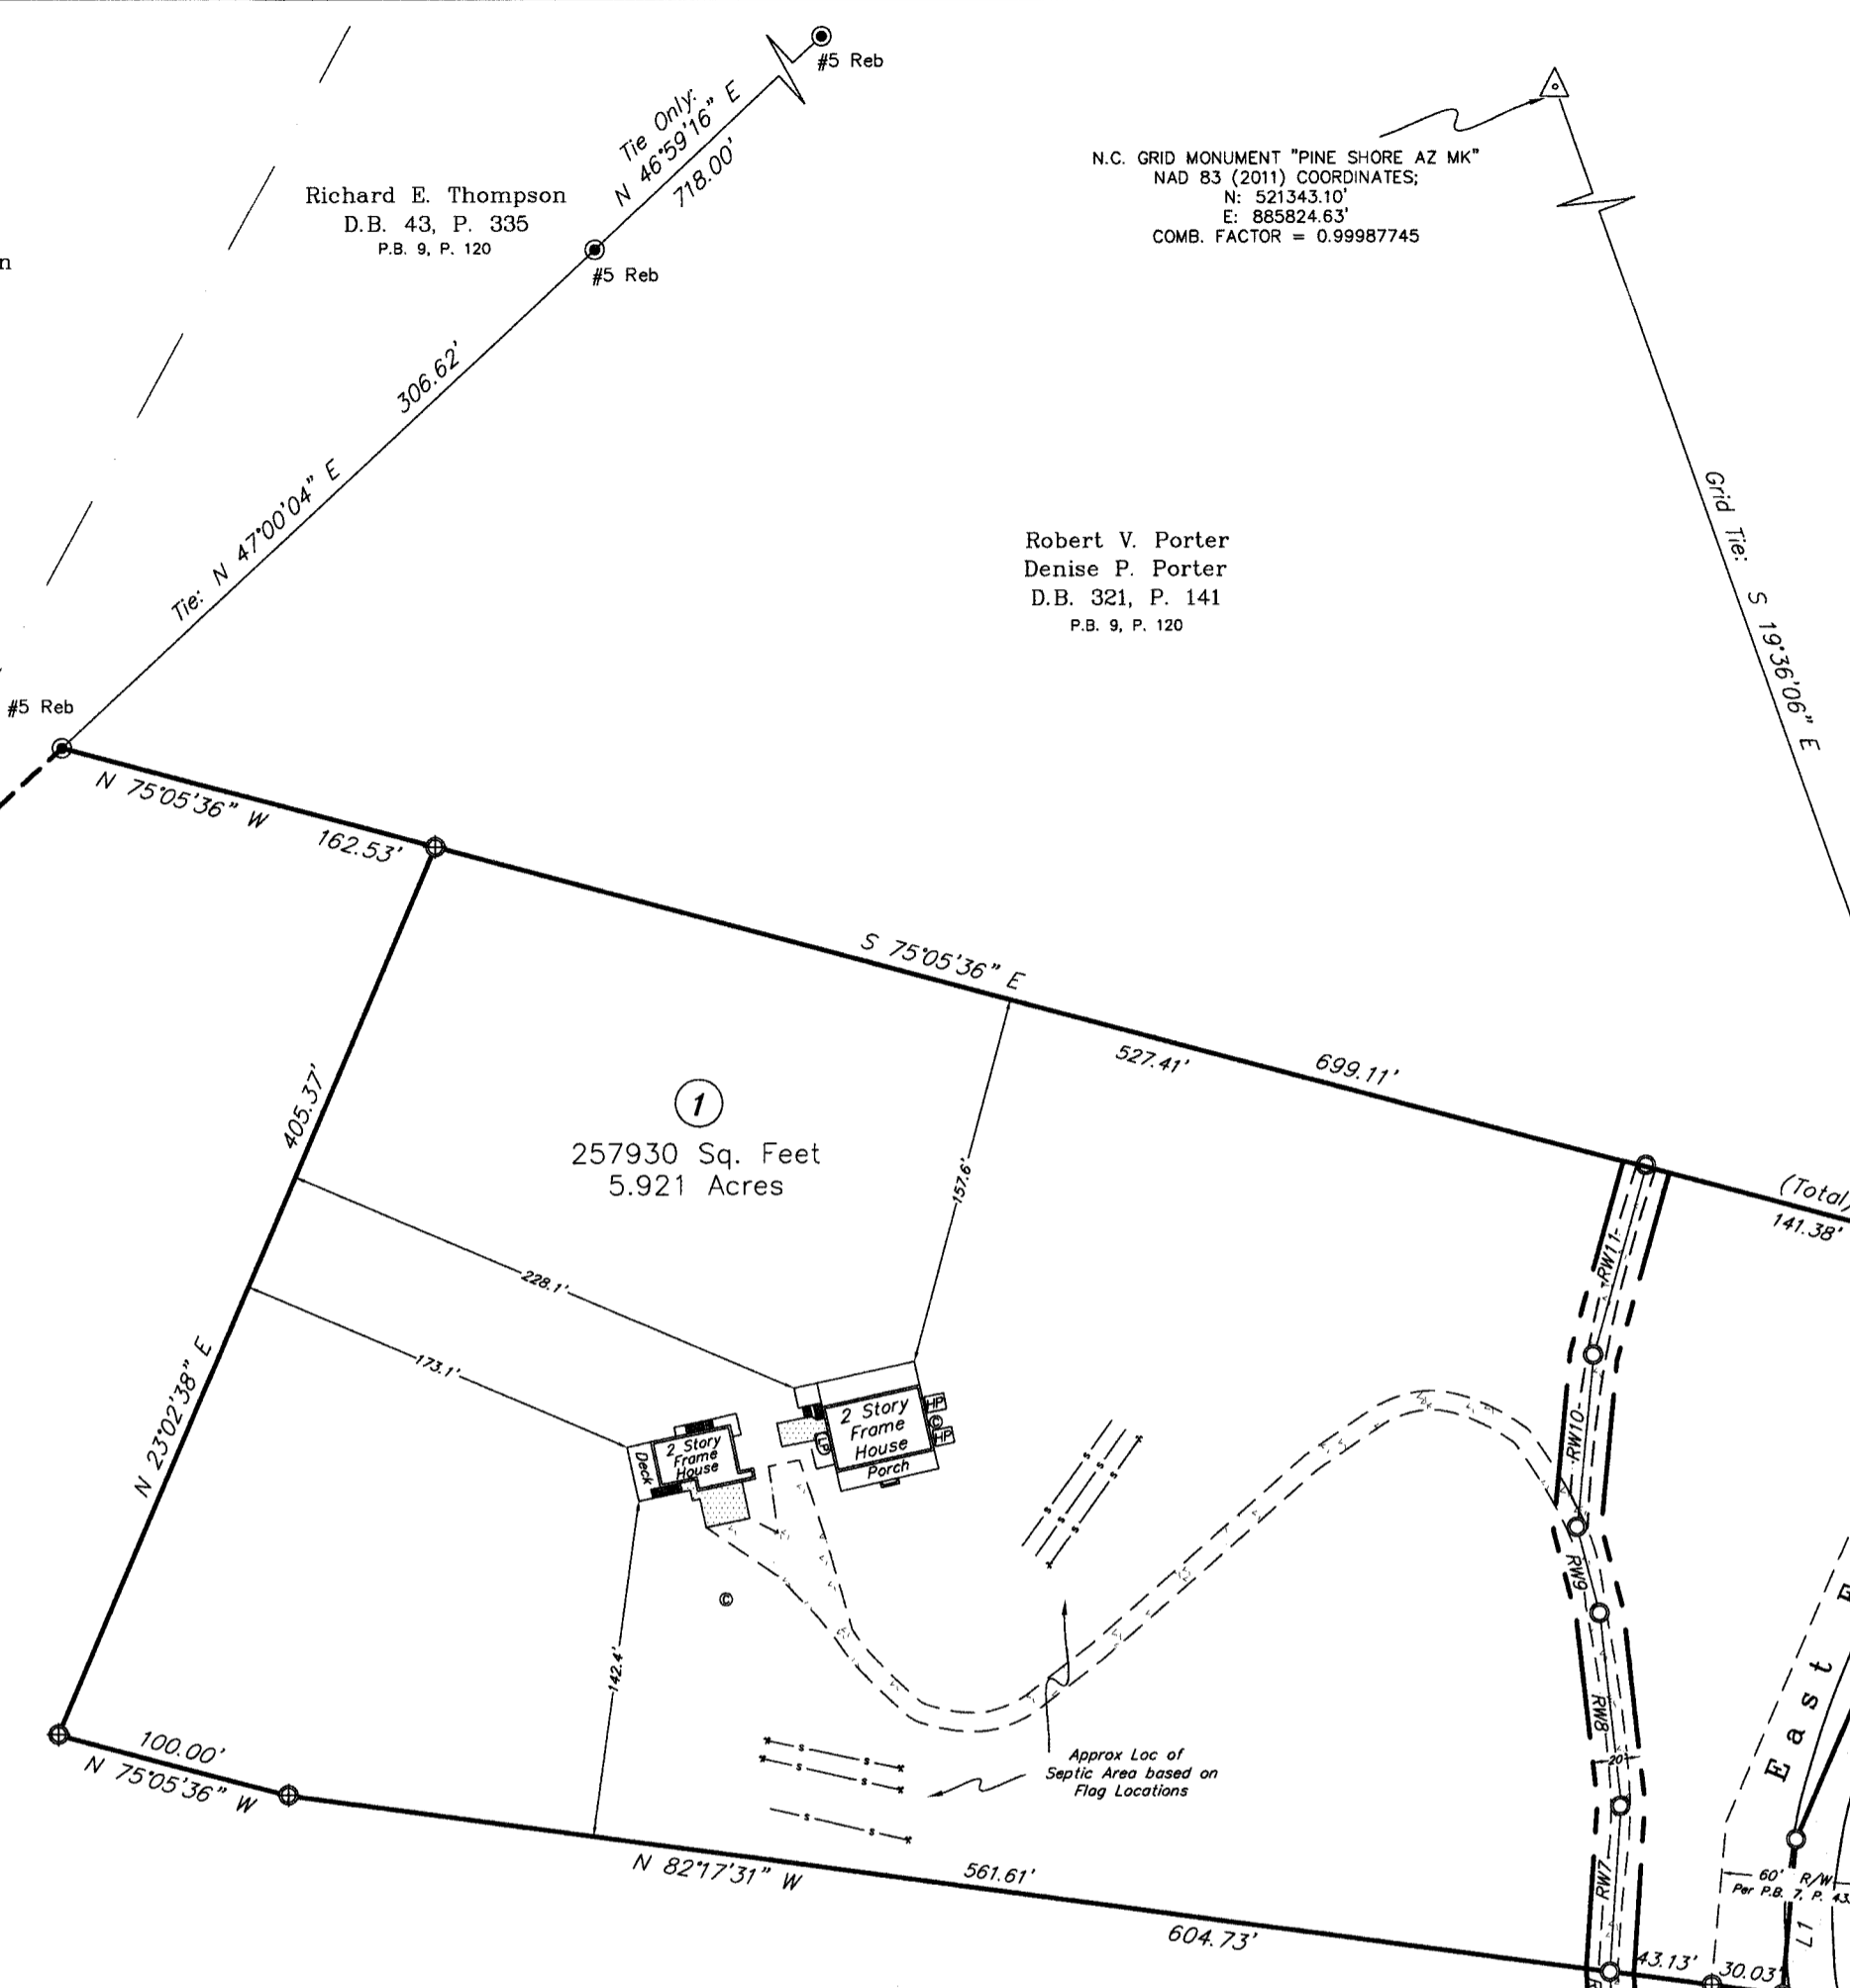 #5 Reb
Tie Only:
N 46°59'16" E
718.00'
N.C. GRID MONUMENT "PINE SHORE AZ MK"
NAD 83 (2011) COORDINATES;
N: 521343.10'
E: 885824.63'
COMB. FACTOR = 0.99987745
Richard E. Thompson
D.B. 43, P. 335
P.B. 9, P. 120
n
#5 Reb
306.62'
Tie: N 47°00'04" E
Grid Tie: S 19°36'06" E
Robert V. Porter
Denise P. Porter
D.B. 321, P. 141
P.B. 9, P. 120
#5 Reb
N 75°05'36" W
162.53'
S 75°05'36" E
527.41'
699.11'
(Total)
141.38'
405.37'
N 23°02'38" E
1
257930 Sq. Feet
5.921 Acres
157.6'
228.1'
173.1'
2 Story
Frame
House
Porch
HP
C
HP
LP
2 Story
Frame
House
Deck
142.4'
C
RW11
RW10
RW9
RW8
20'
RW7
S S
S S
S S
Approx Loc of
Septic Area based on
Flag Locations
S S
S S
S S
100.00'
N 75°05'36" W
N 82°17'31" W
561.61'
604.73'
43.13'
30.03'
East
60' R/W
Per P.B. 7, P. 43
L1